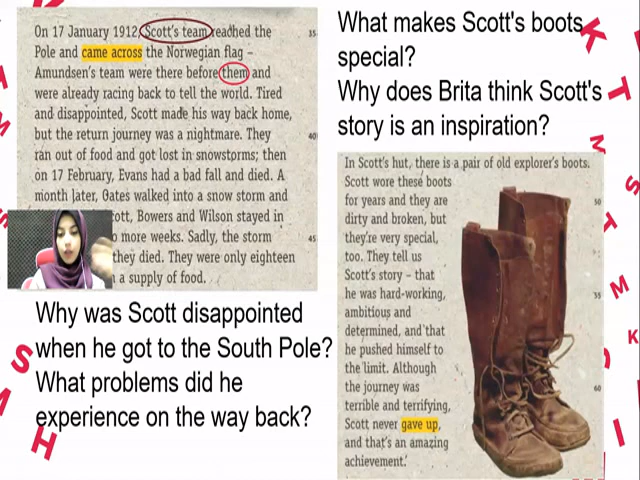 On 17 January 1912, Scott's team reached the
Pole and came across the Norwegian flag –
Amundsen's team were there before them and
were already racing back to tell the world. Tired
and disappointed, Scott made his way back home,
but the return journey was a nightmare. They
ran out of food and got lost in snowstorms; then
on 17 February, Evans had a bad fall and died. A
month later, Oates walked into a snow storm and
ott, Bowers and Wilson stayed in
o more weeks. Sadly, the storm
they died. They were only eighteen
a supply of food.
35
40
45
Why was Scott disappointed
when he got to the South Pole?
What problems did he
experience on the way back?
What makes Scott's boots
special?
Why does Brita think Scott's
story is an inspiration?
In Scott's hut, there is a pair of old explorer's boots.
Scott wore these boots
for years and they are
dirty and broken, but
they're very special,
too. They tell us
Scott's story – that
he was hard-working,
ambitious and
determined, and that
he pushed himself to
the limit. Although
the journey was
terrible and terrifying,
Scott never gave up,
and that's an amazing
achievement.'
50
55
60